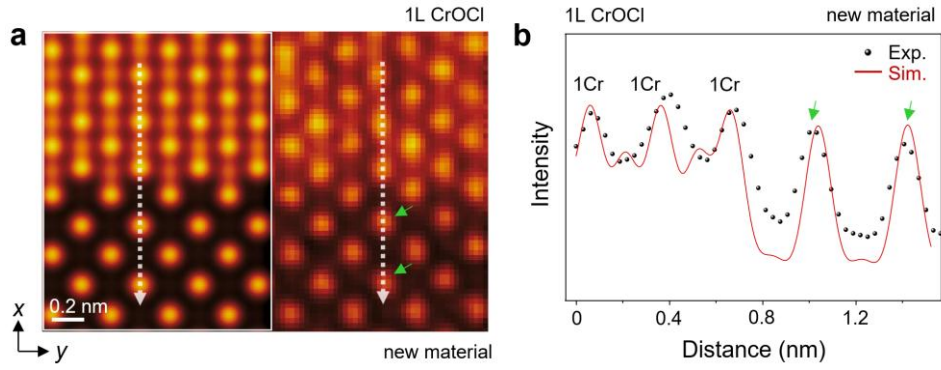 1L CrOCl
a
0.2 nm
x
y
new material
b
1L CrOCl
new material
Exp.
Sim.
1Cr
1Cr
1Cr
Intensity
0
0.4
0.8
1.2
Distance (nm)